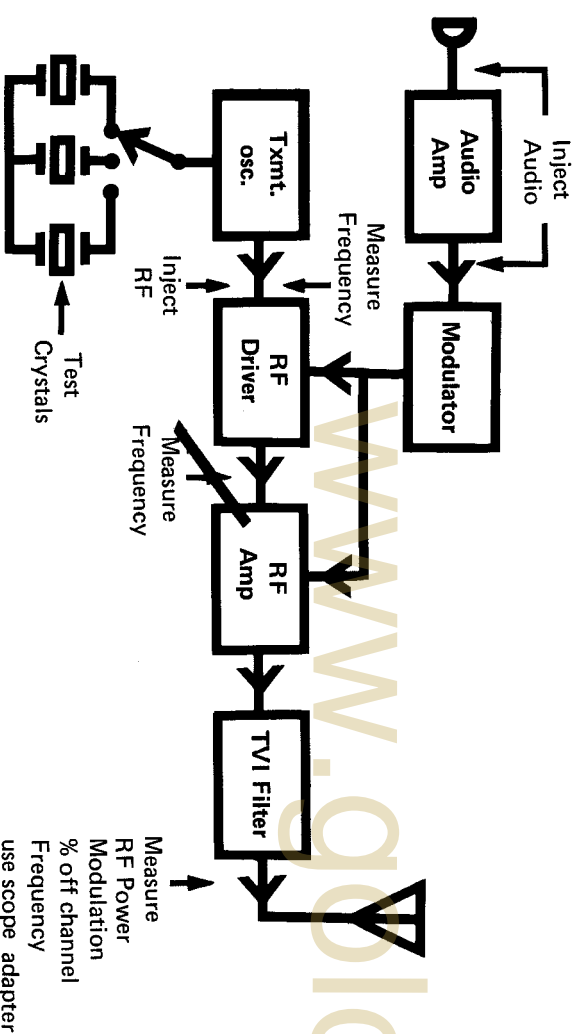 Inject
Audio
Audio
Amp
Modulator
Measure
Frequency
Txmt.
osc.
RF
Driver
RF
Amp
TVI Filter
Inject
RF
Measure
Frequency
Measure
RF Power
Modulation
% off channel
Frequency
use scope adapter
Test
Crystals
www.gold